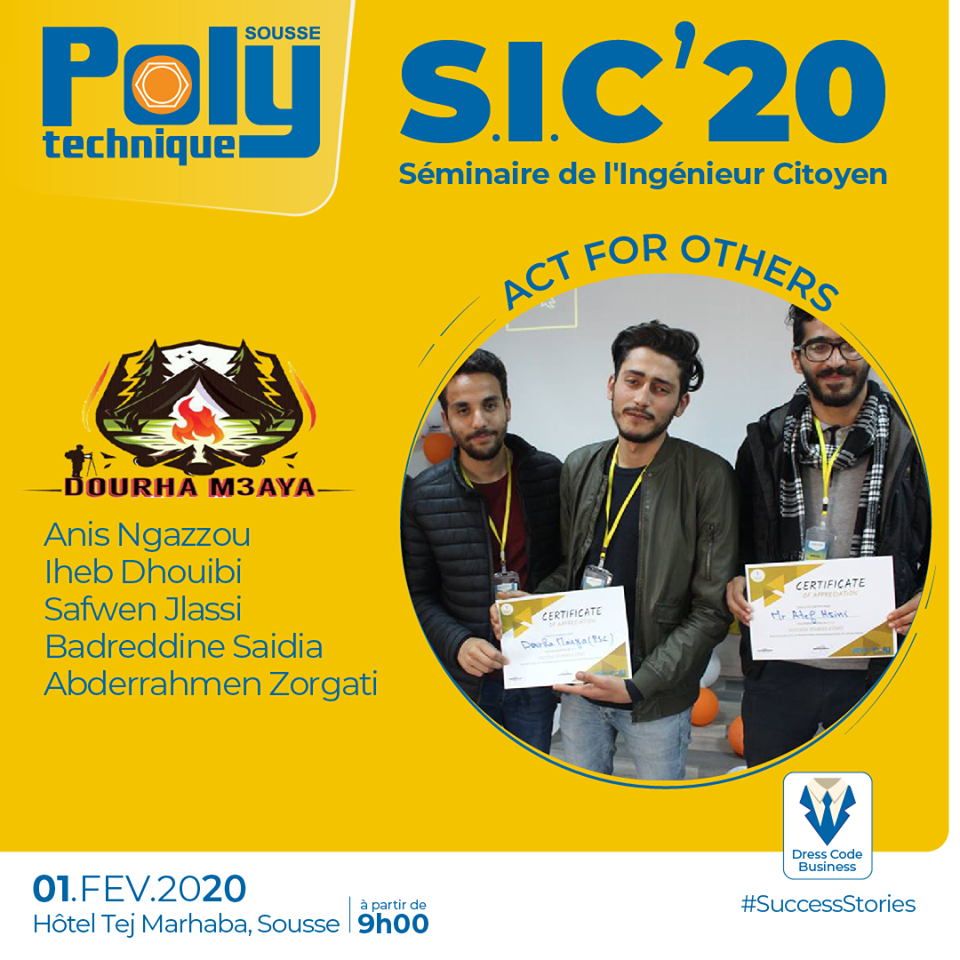 SOUSSE
Poly
technique
S.I.C'20
Séminaire de l'Ingénieur Citoyen
ACT FOR OTHERS
DOURHA M3AYA
Anis Ngazzou
Iheb Dhouibi
Safwen Jlassi
Badreddine Saidia
Abderrahmen Zorgati
CERTIFICATE
OF APPRECIATION
CERTIFICATE
OF APPRECIATION
Mr Atef
Dress Code
Business
01.FEV.2020
Hôtel Tej Marhaba, Sousse
à partir de
9h00
#SuccessStories